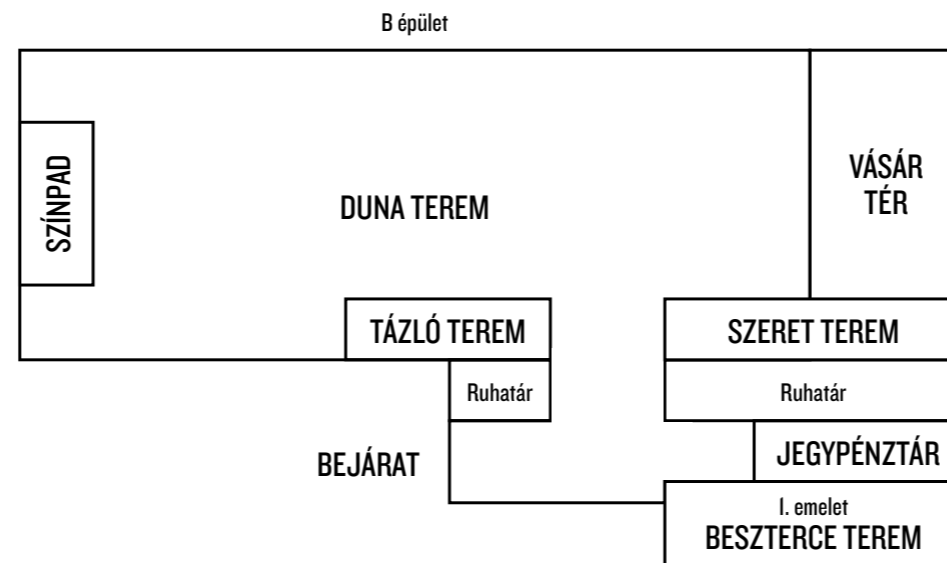 B épület
SZÍNPAD
DUNA TEREM
VÁSÁR
TÉR
TÁZLÓ TEREM
SZERET TEREM
Ruhatár
Ruhatár
BEJÁRAT
JEGYPÉNZTÁR
I. emelet
BESZTERCE TEREM